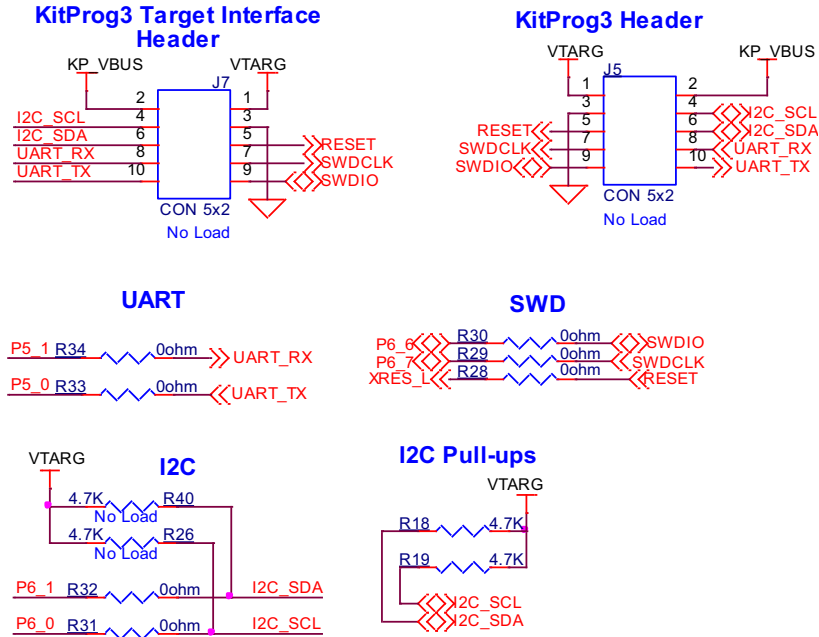 KitProg3 Target Interface
Header
KP_VBUS
VTARG
J7
2
1
I2C_SCL
4
3
I2C_SDA
6
5
RESET
UART_RX
8
7
SWDCLK
UART_TX
10
9
SWDIO
CON 5x2
No Load
KitProg3 Header
VTARG
KP_VBUS
J5
1
2
3
4
I2C_SCL
RESET
5
6
I2C_SDA
SWDCLK
7
8
UART_RX
SWDIO
9
10
UART_TX
CON 5x2
No Load
UART
P5_1 R34 0ohm UART_RX
P5_0 R33 0ohm UART_TX
SWD
P6_6 R30 0ohm SWDIO
P6_7 R29 0ohm SWDCLK
XRES_L R28 0ohm RESET
I2C
VTARG
4.7K R40
No Load
4.7K R26
No Load
P6_1 R32 0ohm I2C_SDA
P6_0 R31 0ohm I2C_SCL
I2C Pull-ups
VTARG
R18 4.7K
R19 4.7K
I2C_SCL
I2C_SDA